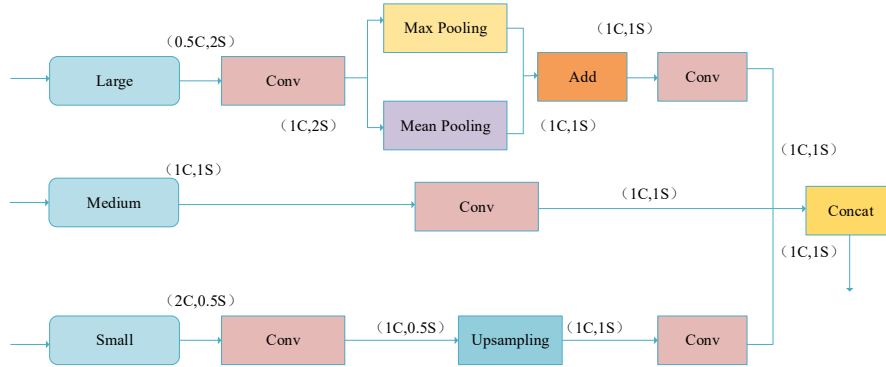 （0.5C,2S）
Large
Conv
（1C,2S）
Max Pooling
Mean Pooling
（1C,1S）
Add
（1C,1S）
Conv
（1C,1S）
（1C,1S）
Medium
Conv
（1C,1S）
Concat
（1C,1S）
（2C,0.5S）
Small
Conv
（1C,0.5S）
Upsampling
（1C,1S）
Conv